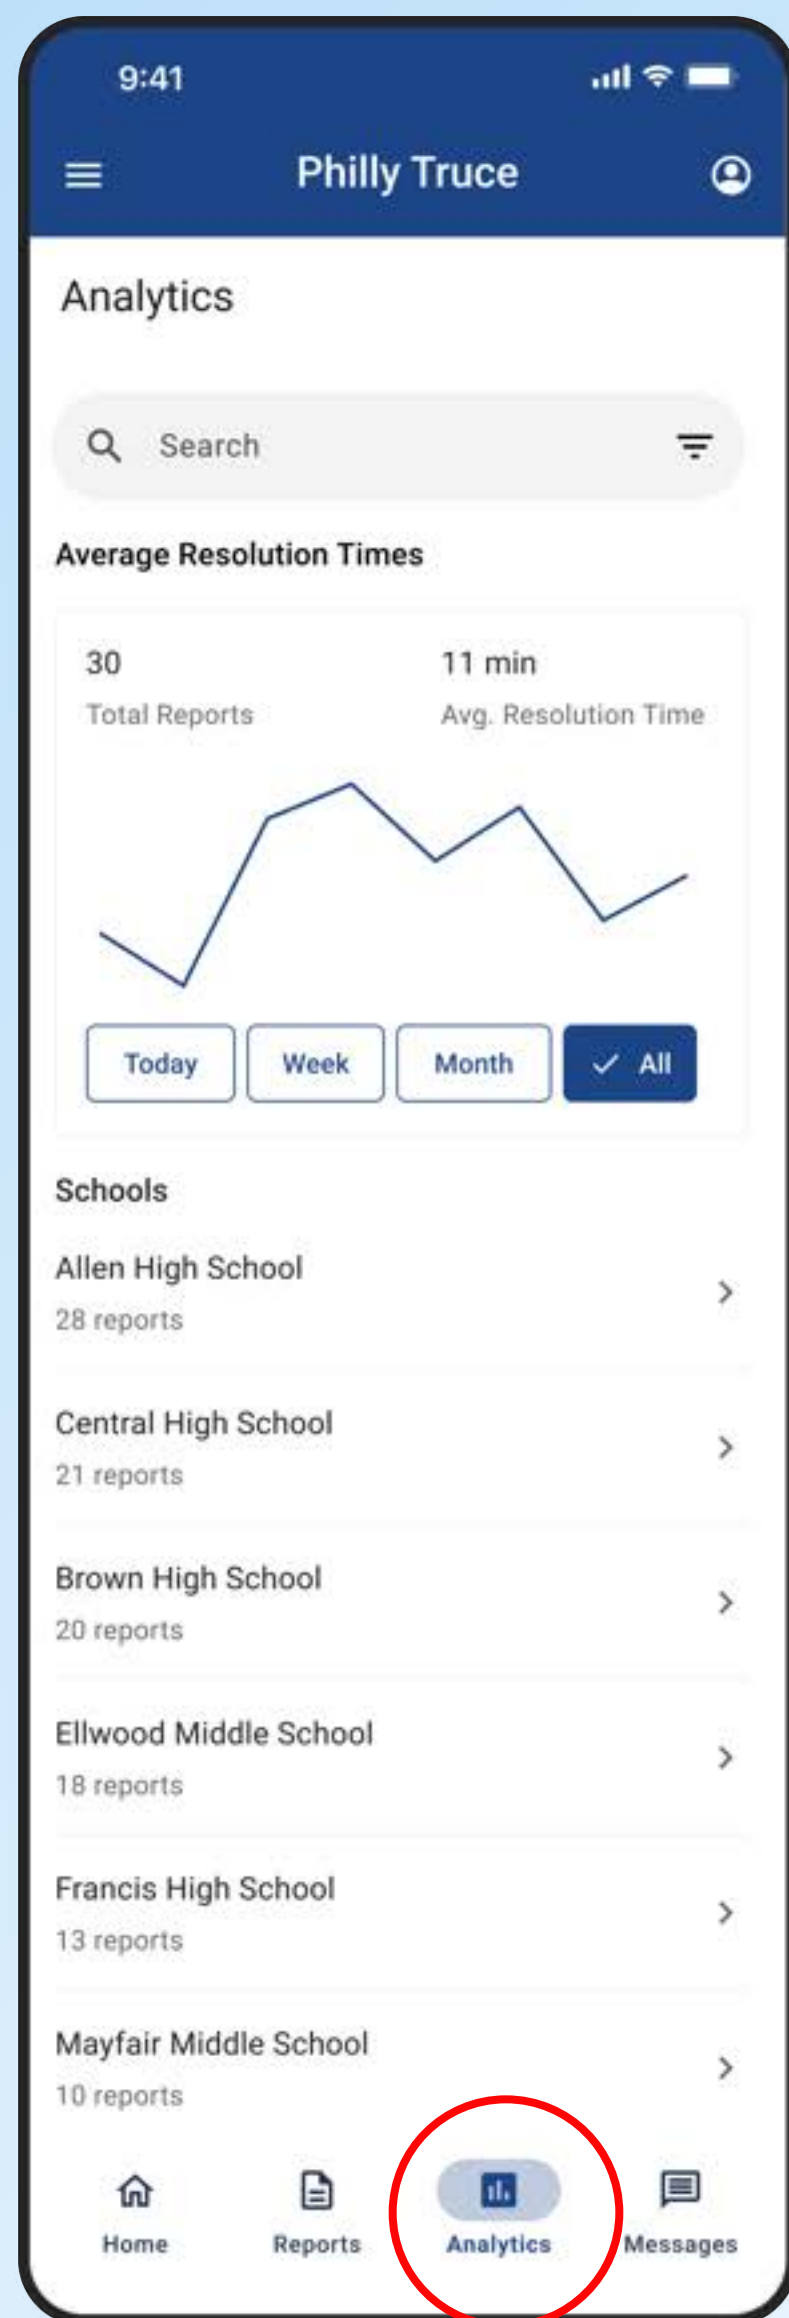 9:41
Philly Truce
Analytics
Search
Average Resolution Times
30 11 min
Total Reports Avg. Resolution Time
Today Week Month All
Schools
Allen High School
28 reports
Central High School
21 reports
Brown High School
20 reports
Ellwood Middle School
18 reports
Francis High School
13 reports
Mayfair Middle School
10 reports
Home Reports Analytics Messages